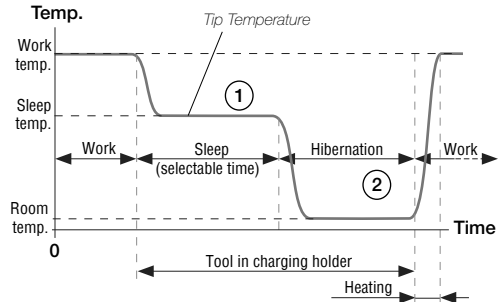 Temp.
Tip Temperature
Work
temp.
1
Sleep
temp.
Work
Sleep
(selectable time)
Hibernation
Work
2
Room
temp.
Time
0
Tool in charging holder
Heating